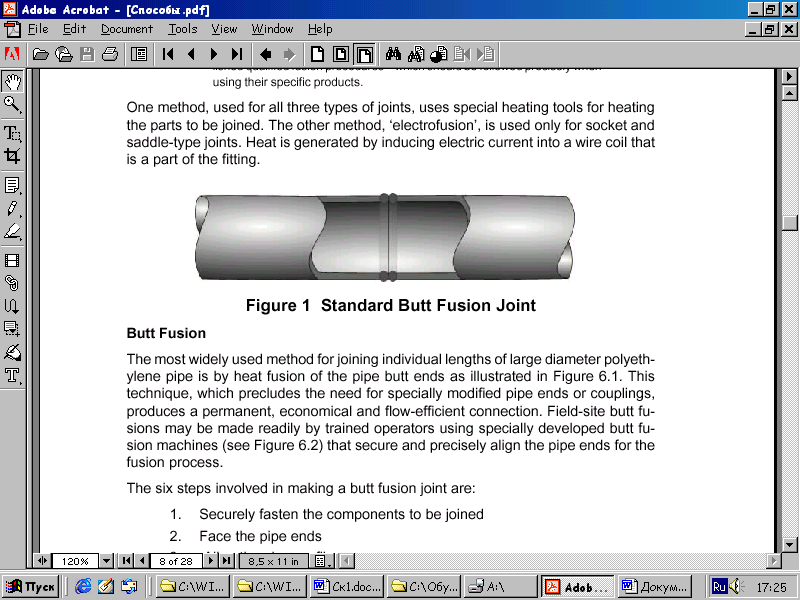 Adobe Acrobat - [Способы.pdf]
File Edit Document Tools View Window Help
using their specific products.
One method, used for all three types of joints, uses special heating tools for heating
the parts to be joined. The other method, ‘electrofusion’, is used only for socket and
saddle-type joints. Heat is generated by inducing electric current into a wire coil that
is a part of the fitting.
Figure 1 Standard Butt Fusion Joint
Butt Fusion
The most widely used method for joining individual lengths of large diameter polyeth-
ylene pipe is by heat fusion of the pipe butt ends as illustrated in Figure 6.1. This
technique, which precludes the need for specially modified pipe ends or couplings,
produces a permanent, economical and flow-efficient connection. Field-site butt fu-
sions may be made readily by trained operators using specially developed butt fu-
sion machines (see Figure 6.2) that secure and precisely align the pipe ends for the
fusion process.
The six steps involved in making a butt fusion joint are:
1. Securely fasten the components to be joined
2. Face the pipe ends
120% 8 of 28 8,5 x 11 in
Пуск C:\WI... C:\WI... Ск1.doc... C:\Обу... A:\ Adob... Докум... Ru 17:25